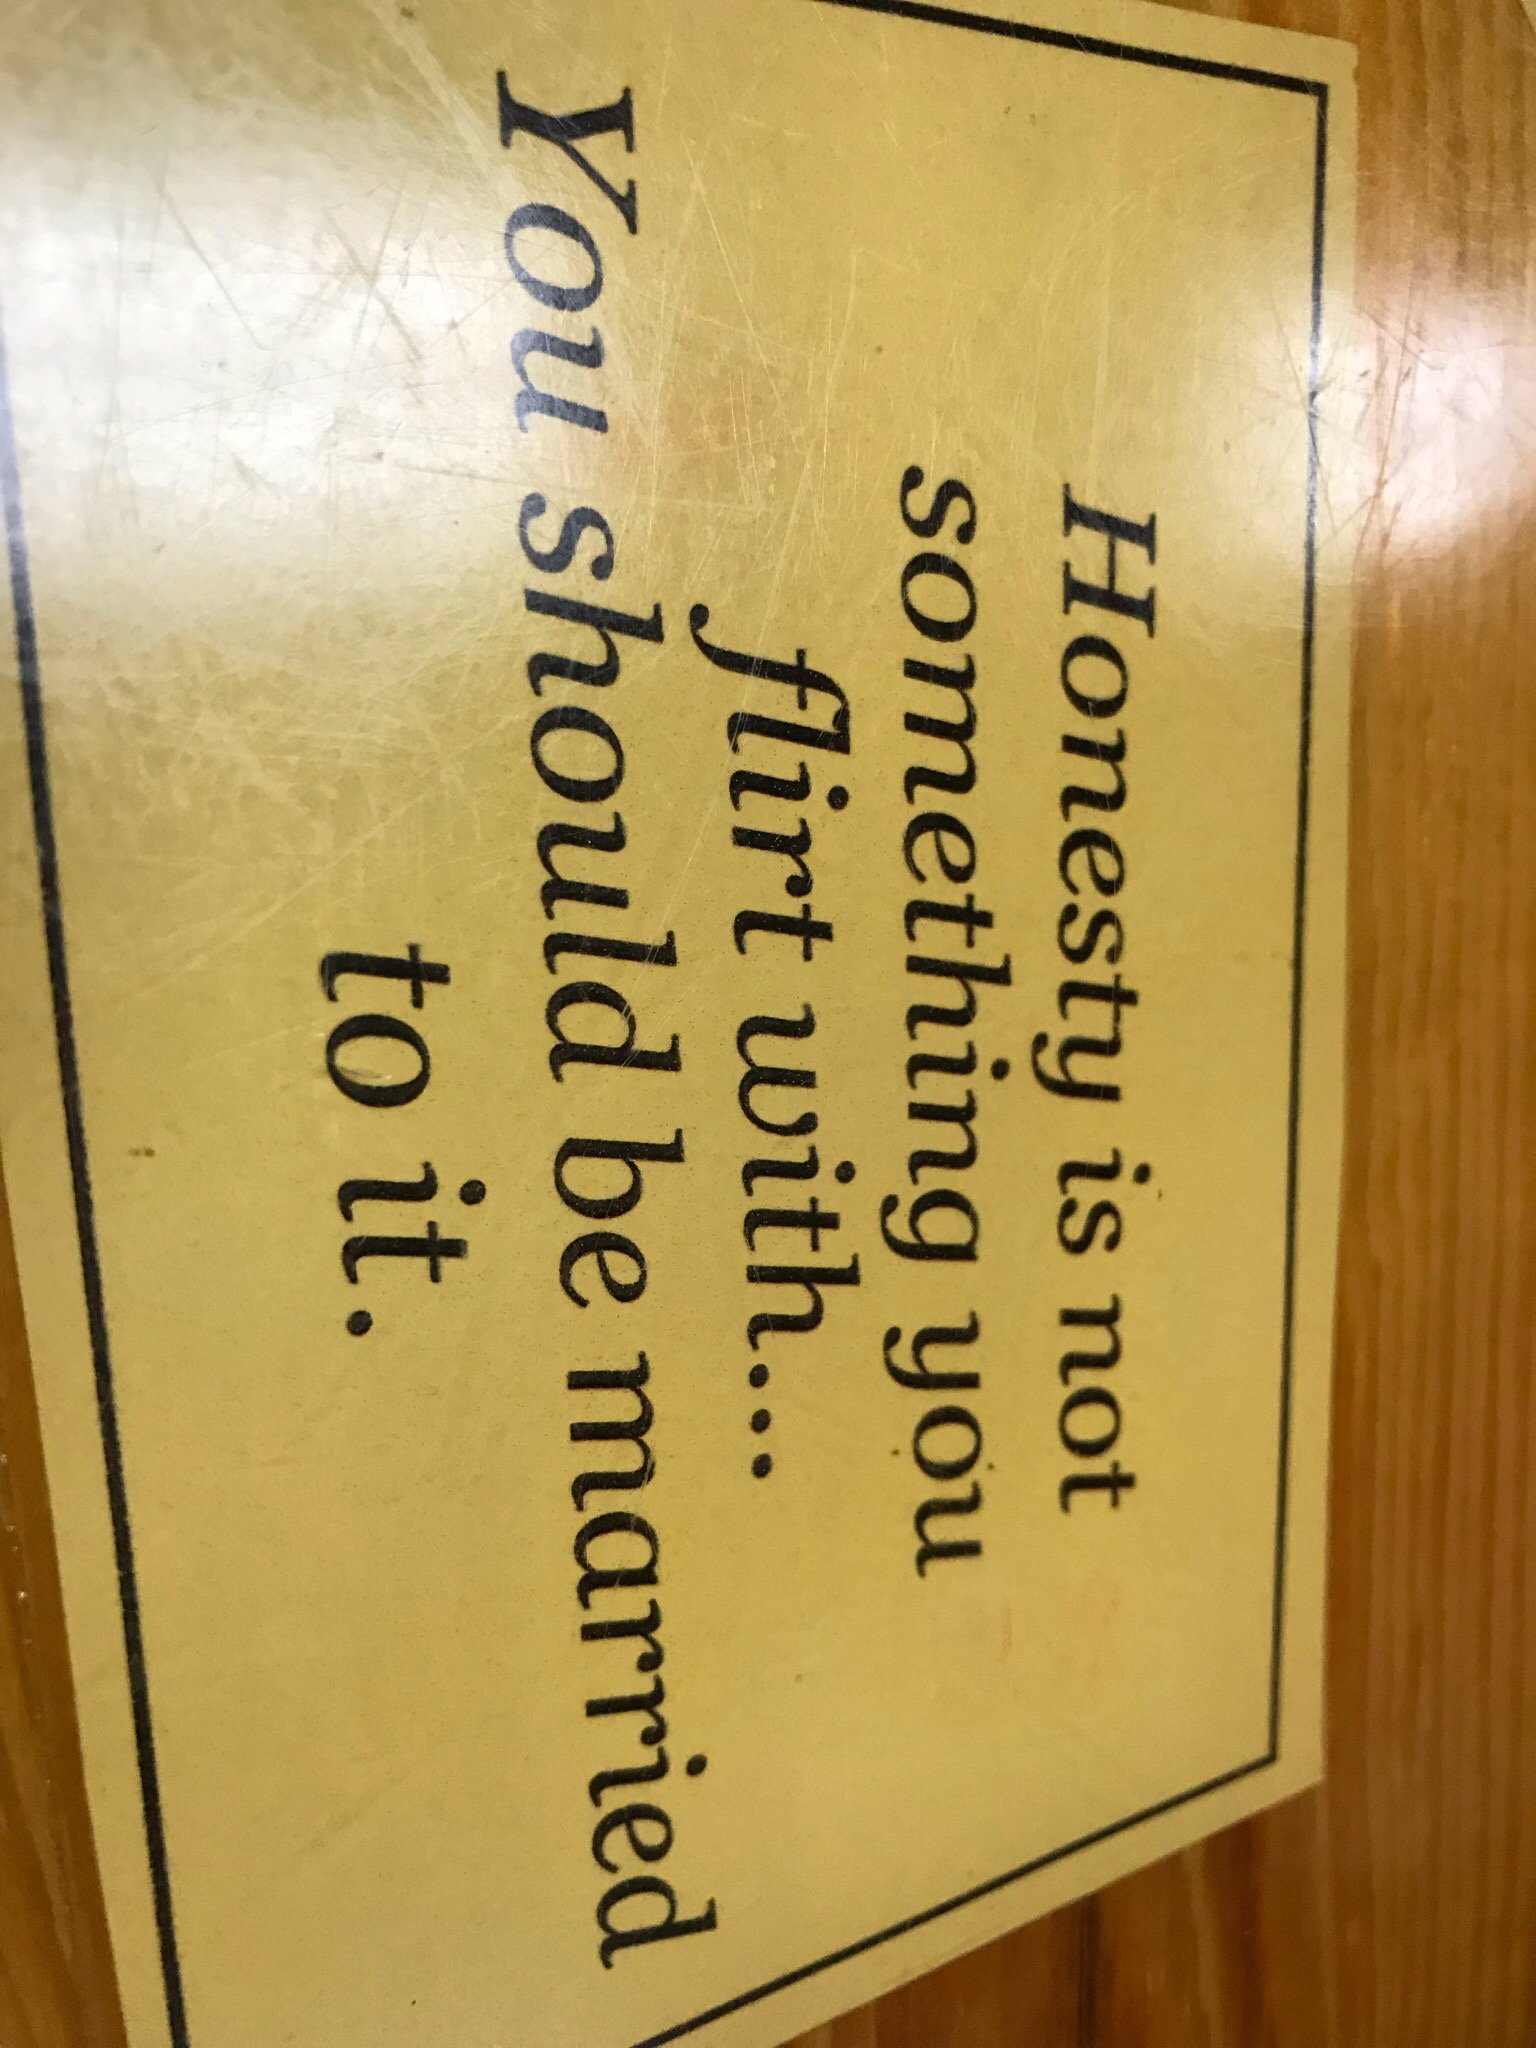 Honesty is not
something you
flirt with...
You should be married
to it.